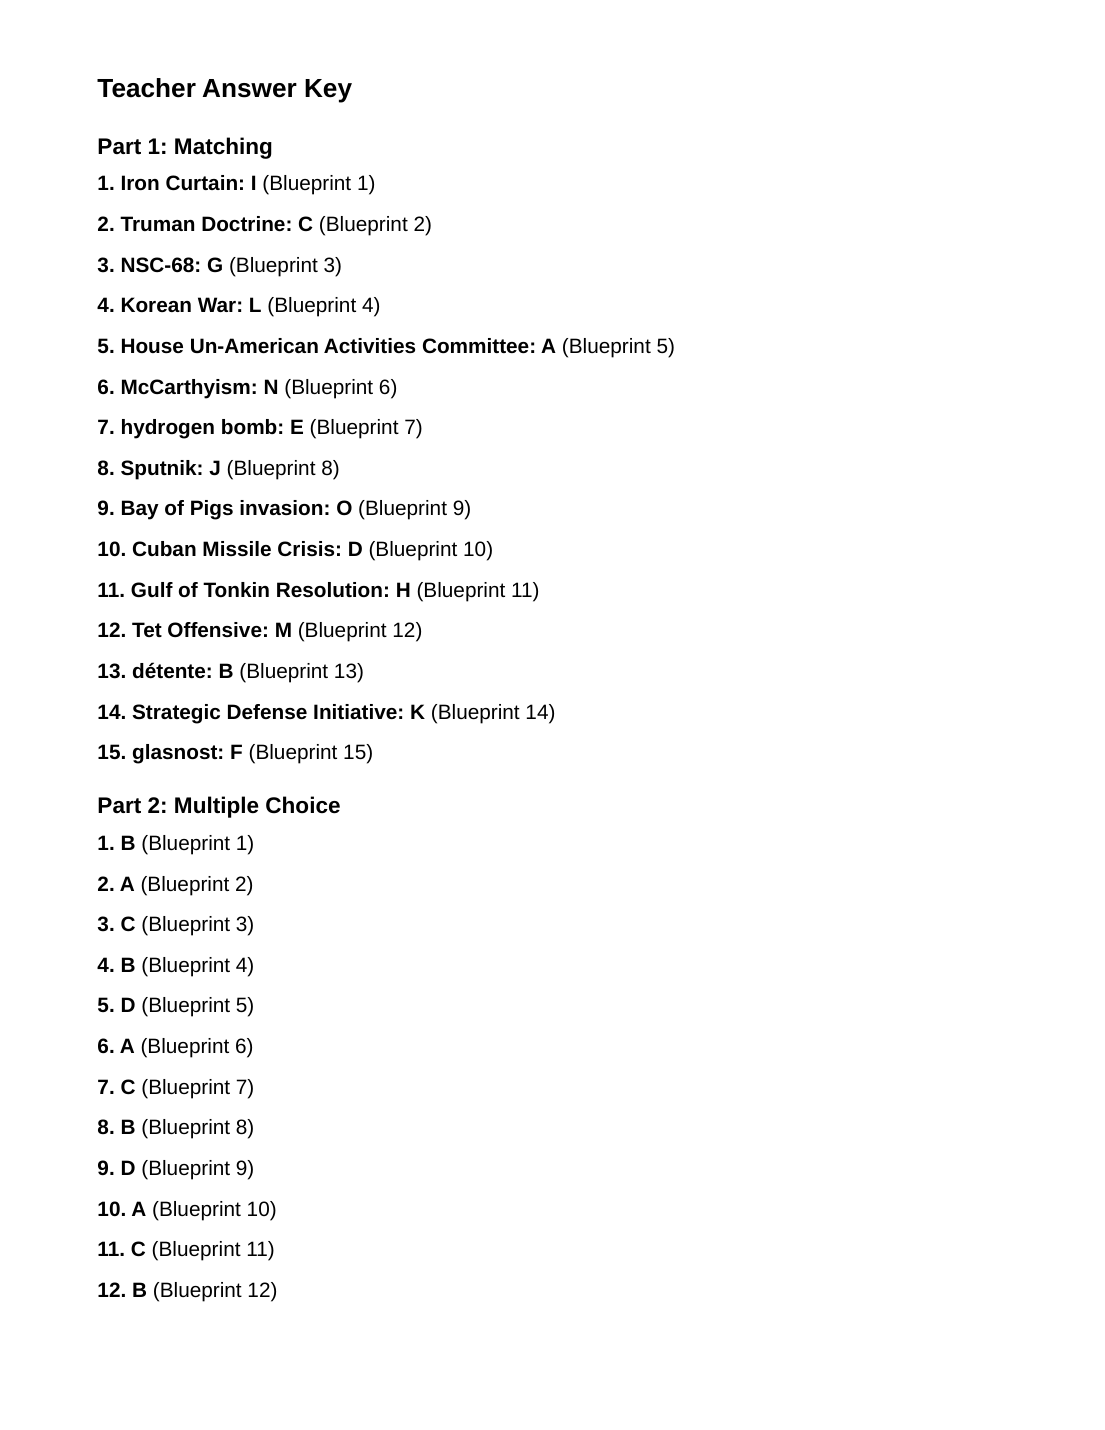 Teacher Answer Key
Part 1: Matching
1. Iron Curtain: I (Blueprint 1)
2. Truman Doctrine: C (Blueprint 2)
3. NSC-68: G (Blueprint 3)
4. Korean War: L (Blueprint 4)
5. House Un-American Activities Committee: A (Blueprint 5)
6. McCarthyism: N (Blueprint 6)
7. hydrogen bomb: E (Blueprint 7)
8. Sputnik: J (Blueprint 8)
9. Bay of Pigs invasion: O (Blueprint 9)
10. Cuban Missile Crisis: D (Blueprint 10)
11. Gulf of Tonkin Resolution: H (Blueprint 11)
12. Tet Offensive: M (Blueprint 12)
13. détente: B (Blueprint 13)
14. Strategic Defense Initiative: K (Blueprint 14)
15. glasnost: F (Blueprint 15)
Part 2: Multiple Choice
1. B (Blueprint 1)
2. A (Blueprint 2)
3. C (Blueprint 3)
4. B (Blueprint 4)
5. D (Blueprint 5)
6. A (Blueprint 6)
7. C (Blueprint 7)
8. B (Blueprint 8)
9. D (Blueprint 9)
10. A (Blueprint 10)
11. C (Blueprint 11)
12. B (Blueprint 12)